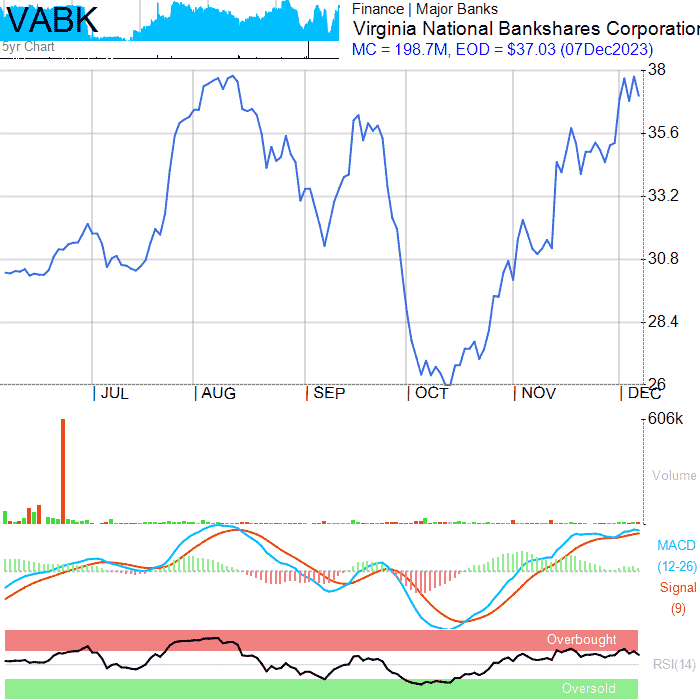 VABK
5yr Chart
Finance | Major Banks
Virginia National Bankshares Corporation
MC = 198.7M, EOD = $37.03 (07Dec2023)
38
35.6
33.2
30.8
28.4
26
JUL
AUG
SEP
OCT
NOV
DEC
606k
Volume
MACD
(12-26)
Signal
(9)
Overbought
RSI(14)
Oversold